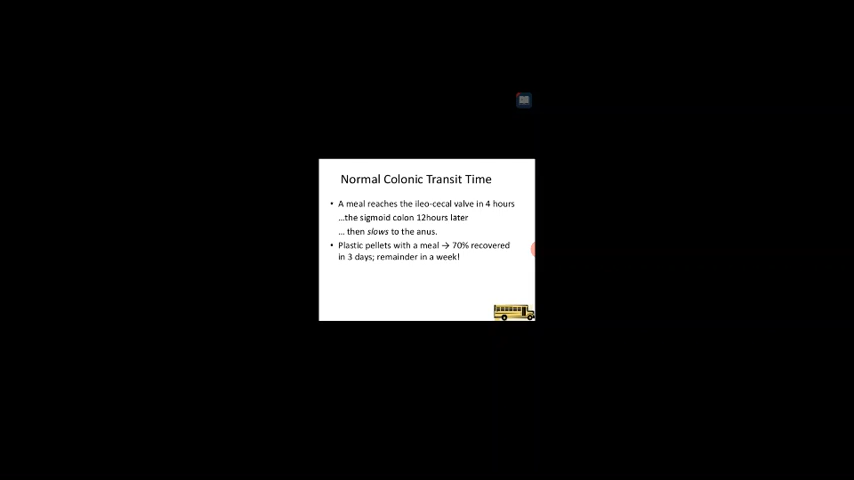 Normal Colonic Transit Time
• A meal reaches the ileo-cecal valve in 4 hours
...the sigmoid colon 12hours later
... then slows to the anus.
• Plastic pellets with a meal → 70% recovered
in 3 days; remainder in a week!